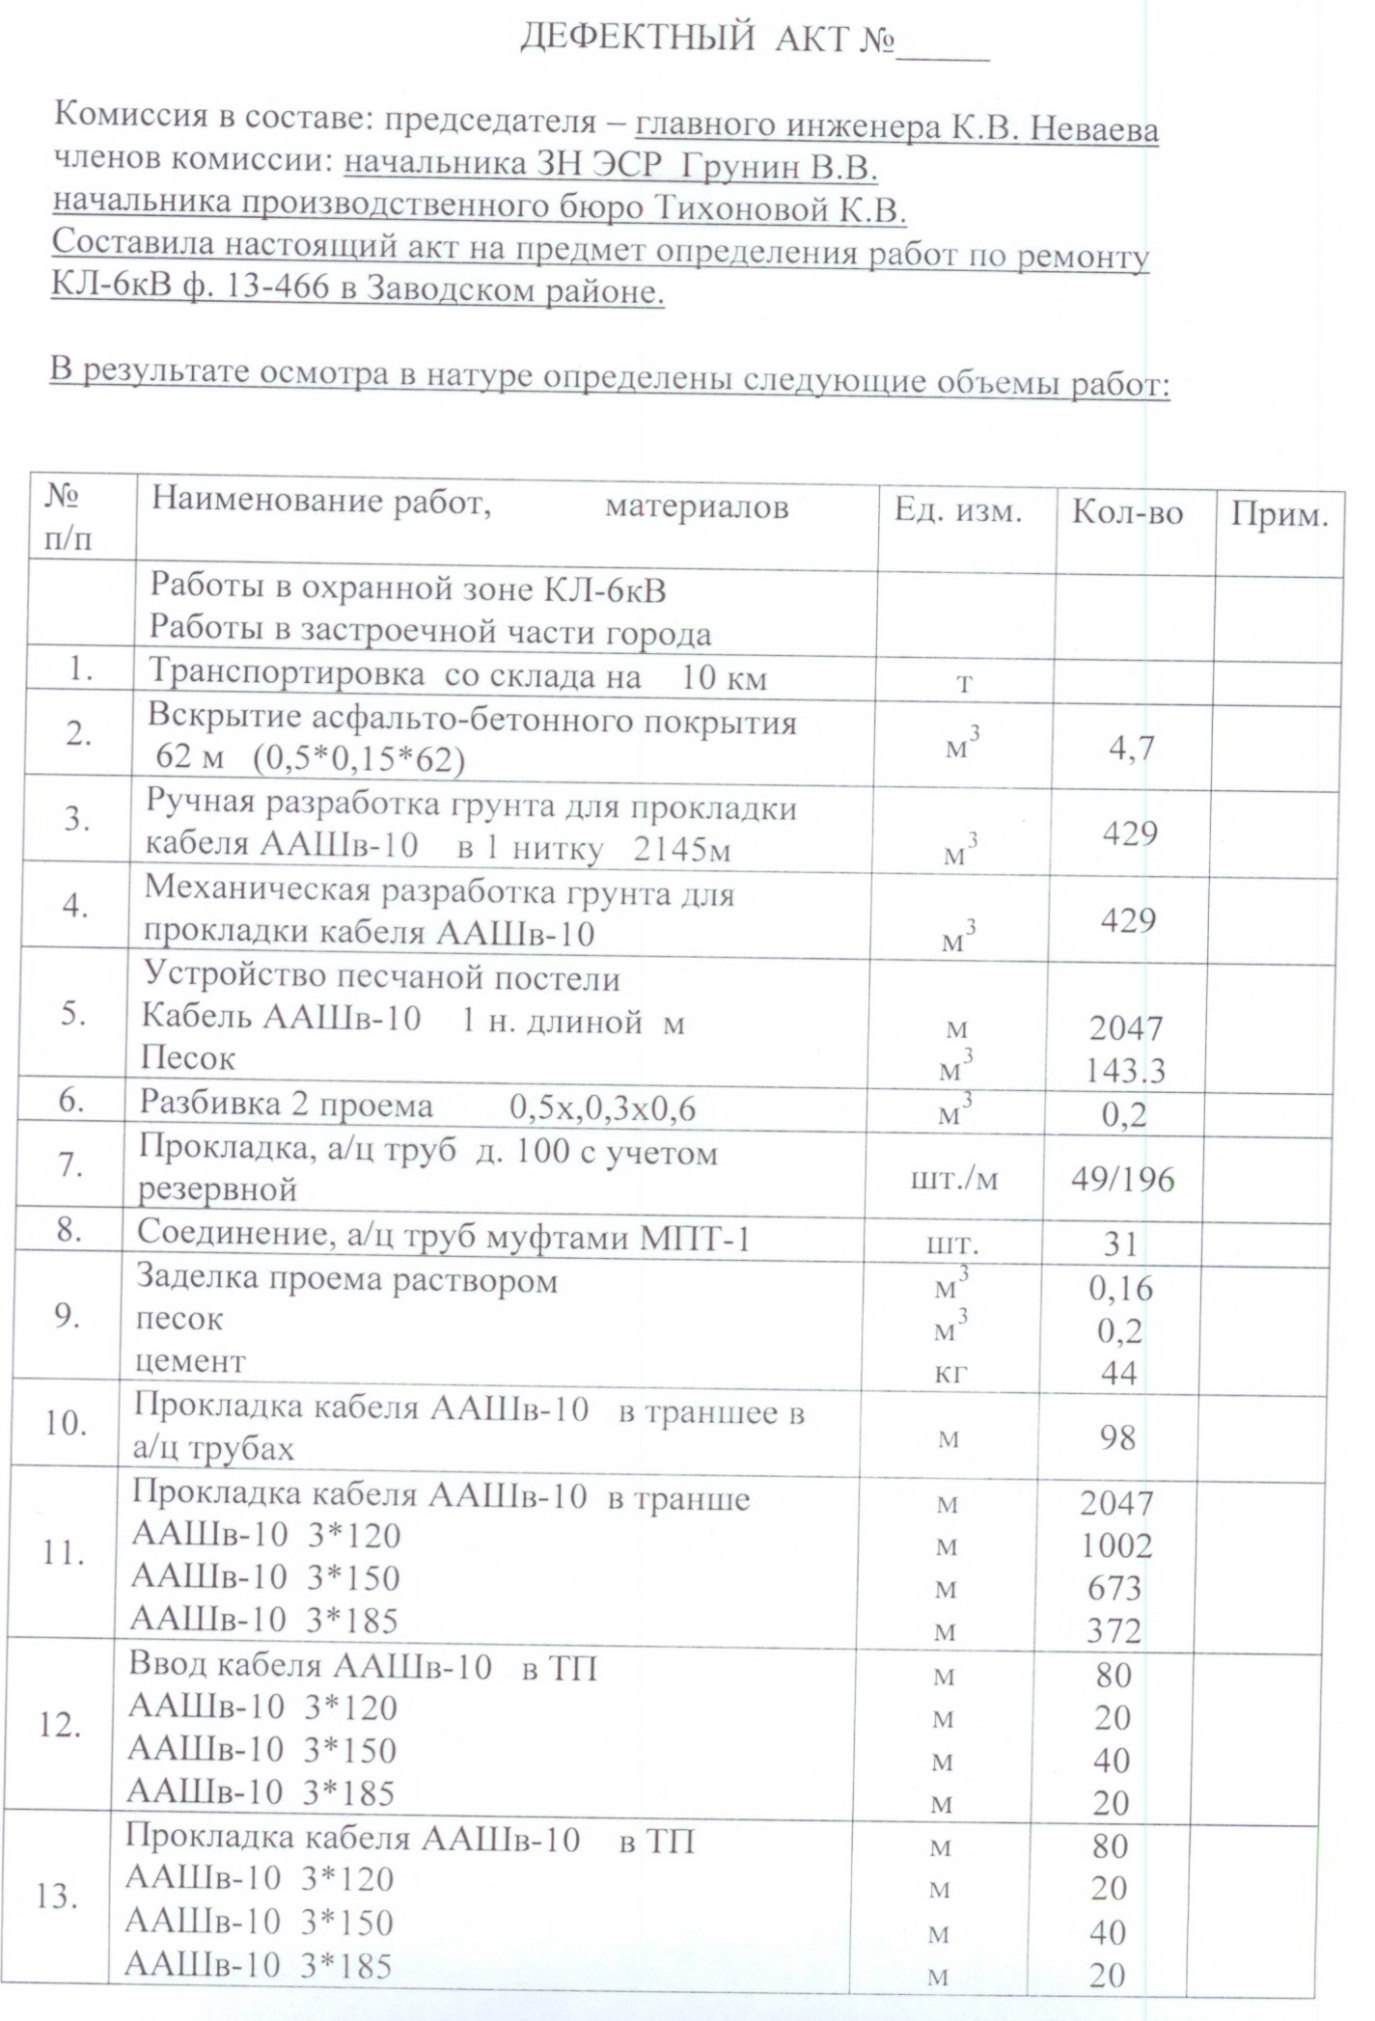 ДЕФЕКТНЫЙ АКТ №_____
Комиссия в составе: председателя – главного инженера К.В. Неваева
членов комиссии: начальника ЗН ЭСР Грунин В.В.
начальника производственного бюро Тихоновой К.В.
Составила настоящий акт на предмет определения работ по ремонту
КЛ-6кВ ф. 13-466 в Заводском районе.
В результате осмотра в натуре определены следующие объемы работ:
№ п/п Наименование работ, материалов Ед. изм. Кол-во Прим.
Работы в охранной зоне КЛ-6кВ
Работы в застроечной части города
1. Транспортировка со склада на 10 км т
2. Вскрытие асфальто-бетонного покрытия
62 м (0,5*0,15*62) м³ 4,7
3. Ручная разработка грунта для прокладки
кабеля ААШв-10 в 1 нитку 2145м м³ 429
4. Механическая разработка грунта для
прокладки кабеля ААШв-10 м³ 429
5. Устройство песчаной постели
Кабель ААШв-10 1 н. длиной м м 2047
Песок м³ 143.3
6. Разбивка 2 проема 0,5х,0,3х0,6 м³ 0,2
7. Прокладка, а/ц труб д. 100 с учетом
резервной шт./м 49/196
8. Соединение, а/ц труб муфтами МПТ-1 шт. 31
9. Заделка проема раствором м³ 0,16
песок м³ 0,2
цемент кг 44
10. Прокладка кабеля ААШв-10 в траншее в
а/ц трубах м 98
11. Прокладка кабеля ААШв-10 в транше м 2047
ААШв-10 3*120 м 1002
ААШв-10 3*150 м 673
ААШв-10 3*185 м 372
12. Ввод кабеля ААШв-10 в ТП м 80
ААШв-10 3*120 м 20
ААШв-10 3*150 м 40
ААШв-10 3*185 м 20
13. Прокладка кабеля ААШв-10 в ТП м 80
ААШв-10 3*120 м 20
ААШв-10 3*150 м 40
ААШв-10 3*185 м 20